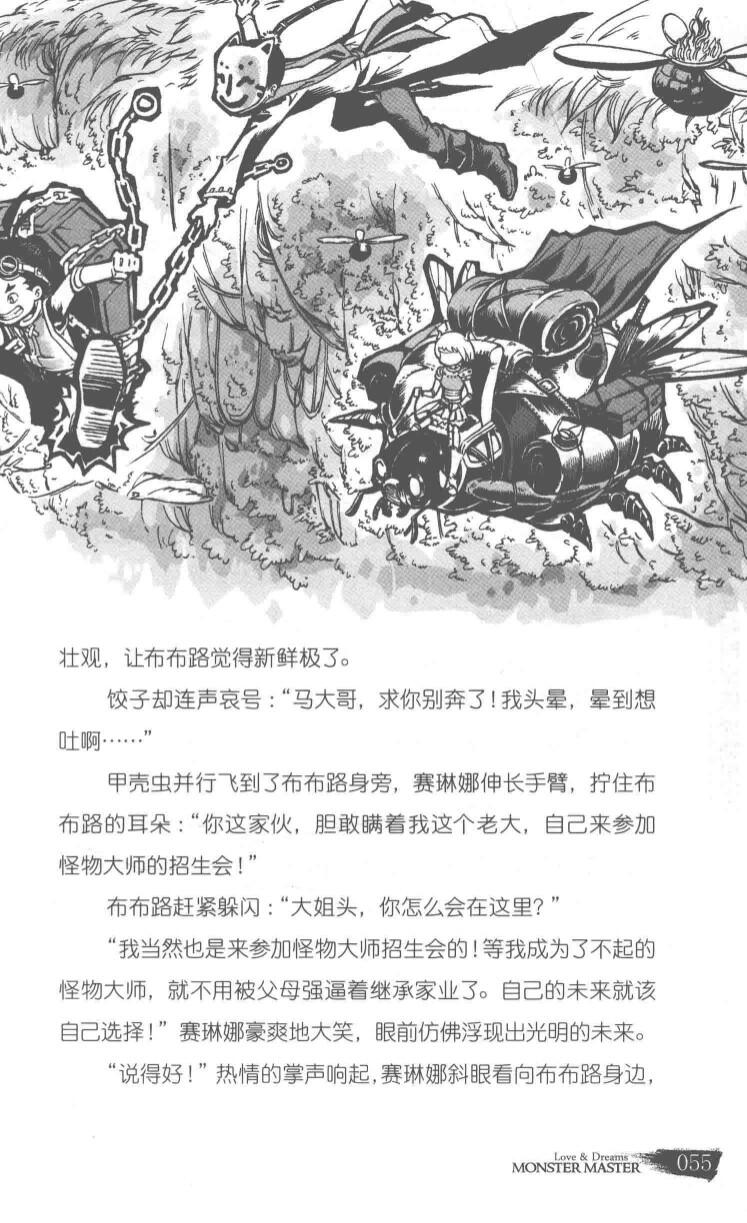 壮观，让布布路觉得新鲜极了。
饺子却连声哀号：“马大哥，求你别奔了！我头晕，晕到想
吐啊……”
甲壳虫并行飞到了布布路身旁，赛琳娜伸长手臂，拧住布
布路的耳朵：“你这家伙，胆敢瞒着我这个老大，自己来参加
怪物大师的招生会！”
布布路赶紧躲闪：“大姐头，你怎么会在这里？”
“我当然也是来参加怪物大师招生会的！等我成为了不起的
怪物大师，就不用被父母强逼着继承家业了。自己的未来就该
自己选择！”赛琳娜豪爽地大笑，眼前仿佛浮现出光明的未来。
“说得好！”热情的掌声响起，赛琳娜斜眼看向布布路身边，
Love & Dreams
MONSTER MASTER 055